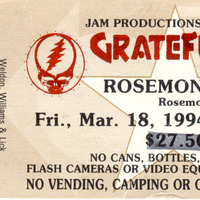 JAM PRODUCTIONS
GRATEFU
ROSEMON
Rosemo
Fri., Mar. 18, 1994
$27.50
NO CANS, BOTTLES,
FLASH CAMERAS OR VIDEO EQU
NO VENDING, CAMPING OR O
Weldon, Williams & Lick